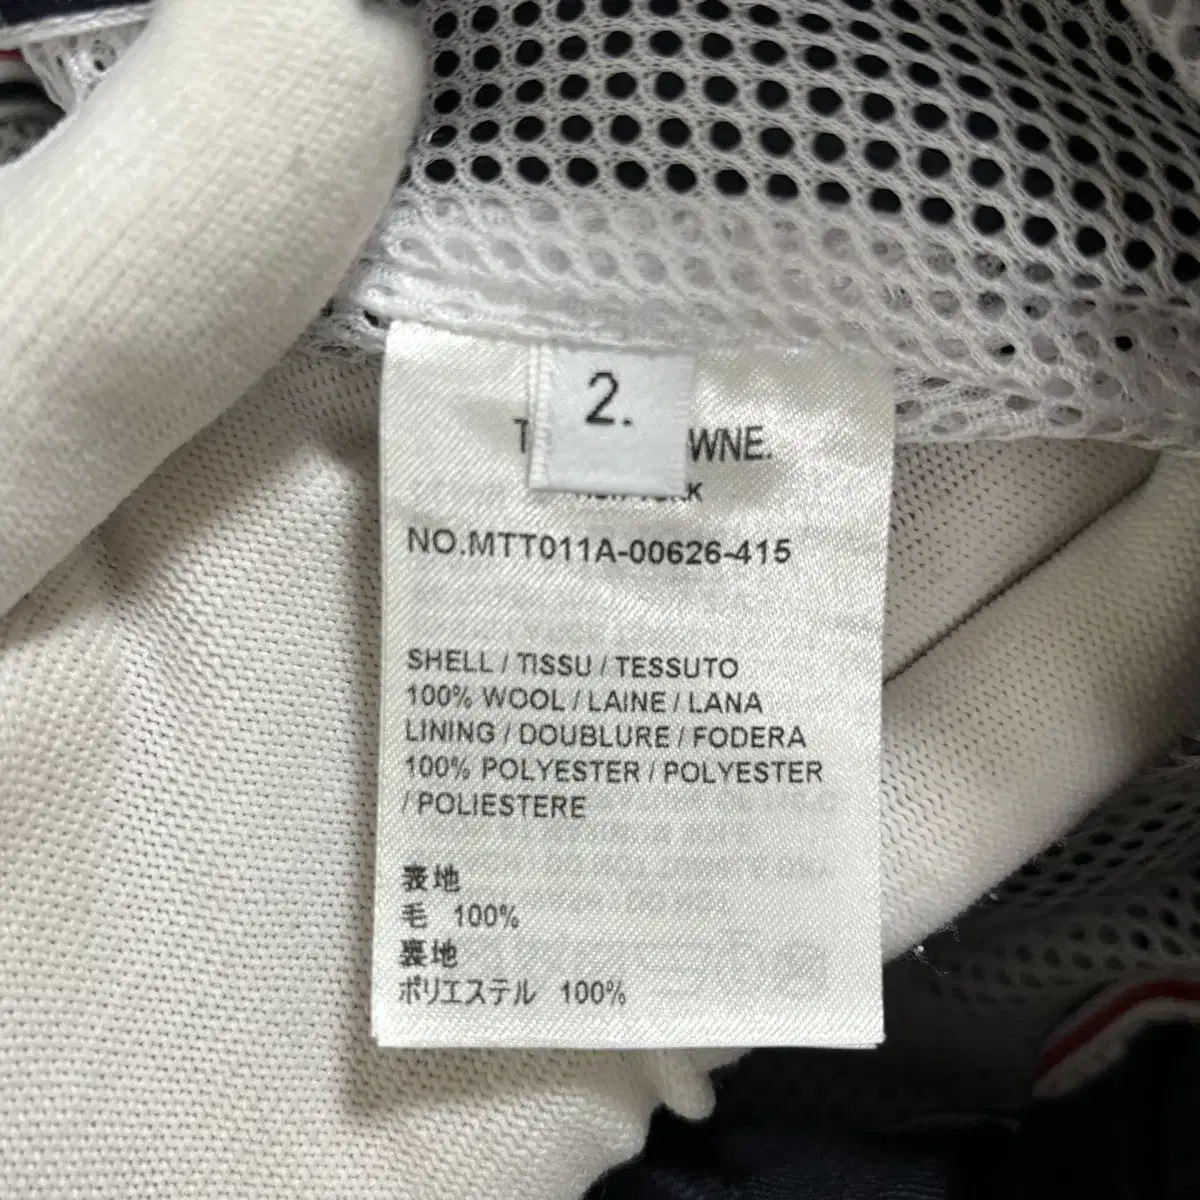 2.
WNE.
NO.MTT011A-00626-415
SHELL / TISSU / TESSUTO
100% WOOL / LAINE / LANA
LINING / DOUBLURE / FODERA
100% POLYESTER / POLYESTER
/ POLIESTERE
表地
毛 100%
裏地
ポリエステル 100%